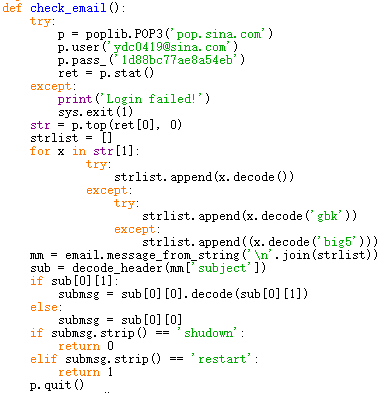 def check_email():
    try:
        p = poplib.POP3('pop.sina.com')
        p.user('ydc0419@sina.com')
        p.pass_('1d88bc77ae8a54eb')
        ret = p.stat()
    except:
        print('Login failed!')
        sys.exit(1)
    str = p.top(ret[0], 0)
    strlist = []
    for x in str[1]:
            try:
                strlist.append(x.decode())
            except:
                try:
                    strlist.append(x.decode('gbk'))
                except:
                    strlist.append((x.decode('big5')))
    mm = email.message_from_string('\n'.join(strlist))
    sub = decode_header(mm['subject'])
    if sub[0][1]:
        submsg = sub[0][0].decode(sub[0][1])
    else:
        submsg = sub[0][0]
    if submsg.strip() == 'shudown':
        return 0
    elif submsg.strip() == 'restart':
        return 1
    p.quit()